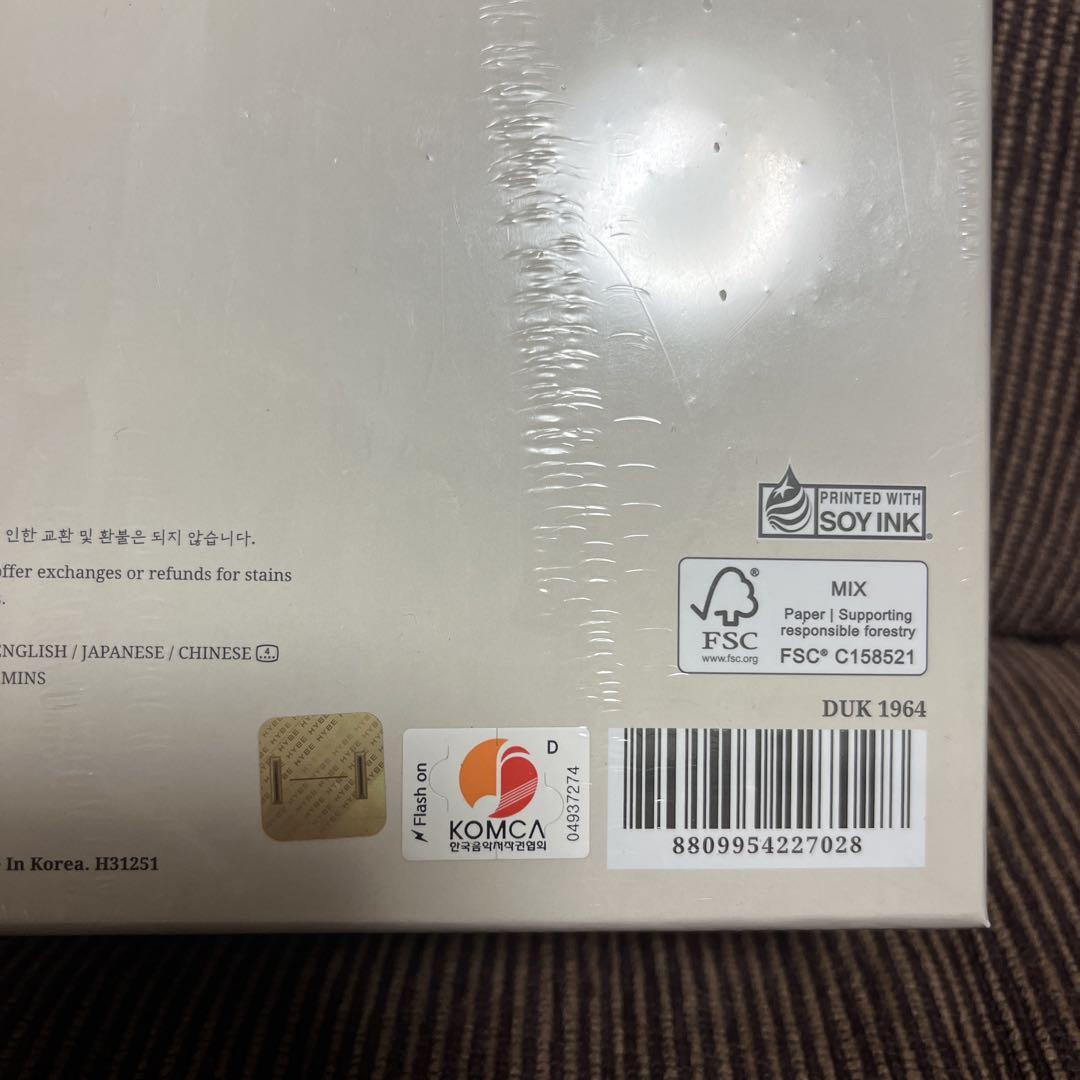 인한 교환 및 환불은 되지 않습니다.
offer exchanges or refunds for stains
ENGLISH / JAPANESE / CHINESE 4
MINS
In Korea. H31251
PRINTED WITH
SOY INK
FSC®
www.fsc.org
MIX
Paper | Supporting
responsible forestry
FSC® C158521
DUK 1964
8809954227028
HYBE HYBE HYBE
Flash on
D
04937274
KOMCA
한국음악저작권협회